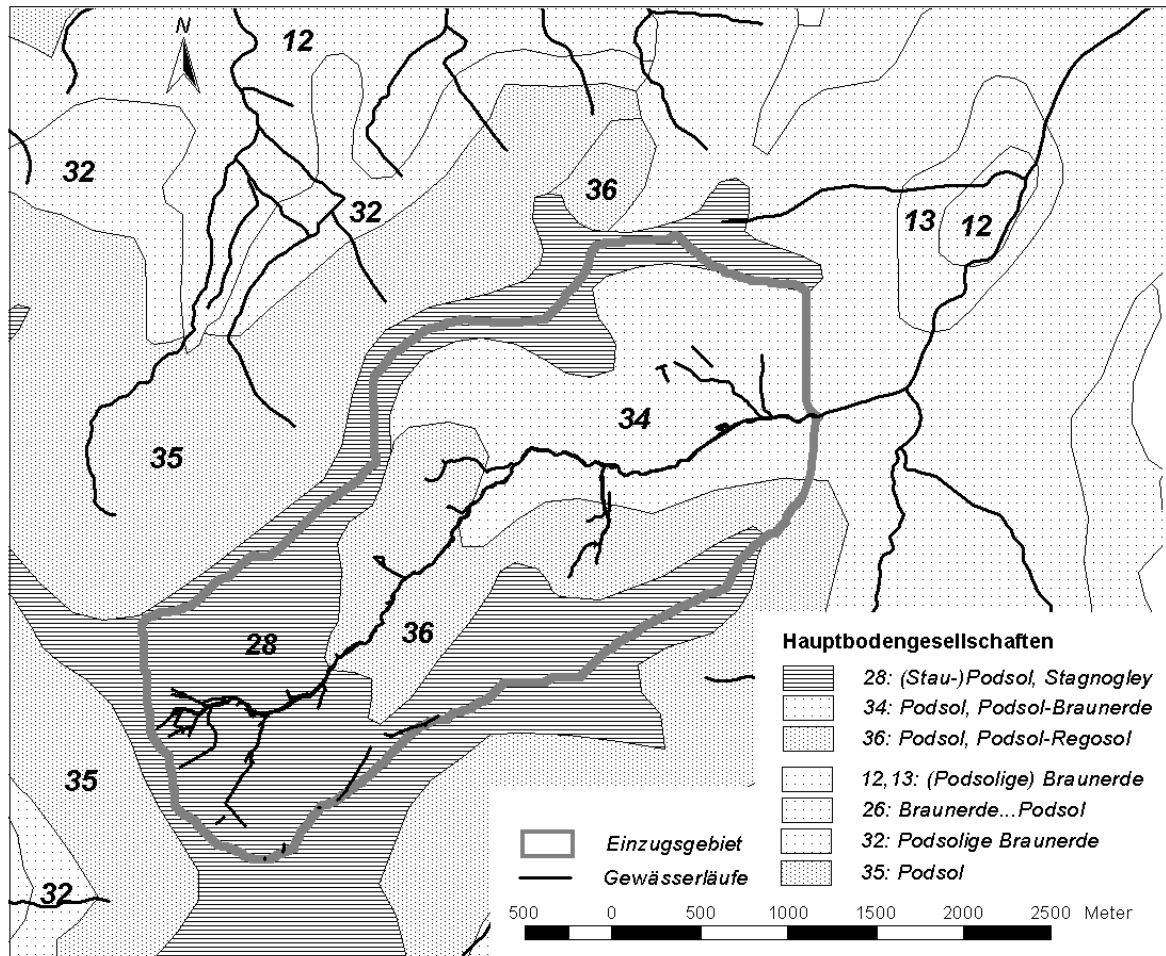 N
12
32
36
32
13
12
34
35
28
36
35
32
Hauptbodengesellschaften
28: (Stau-)Podsol, Stagnogley
34: Podsol, Podsol-Braunerde
36: Podsol, Podsol-Regosol
12,13: (Podsolige) Braunerde
26: Braunerde...Podsol
32: Podsolige Braunerde
35: Podsol
Einzugsgebiet
Gewässerläufe
500 0 500 1000 1500 2000 2500 Meter